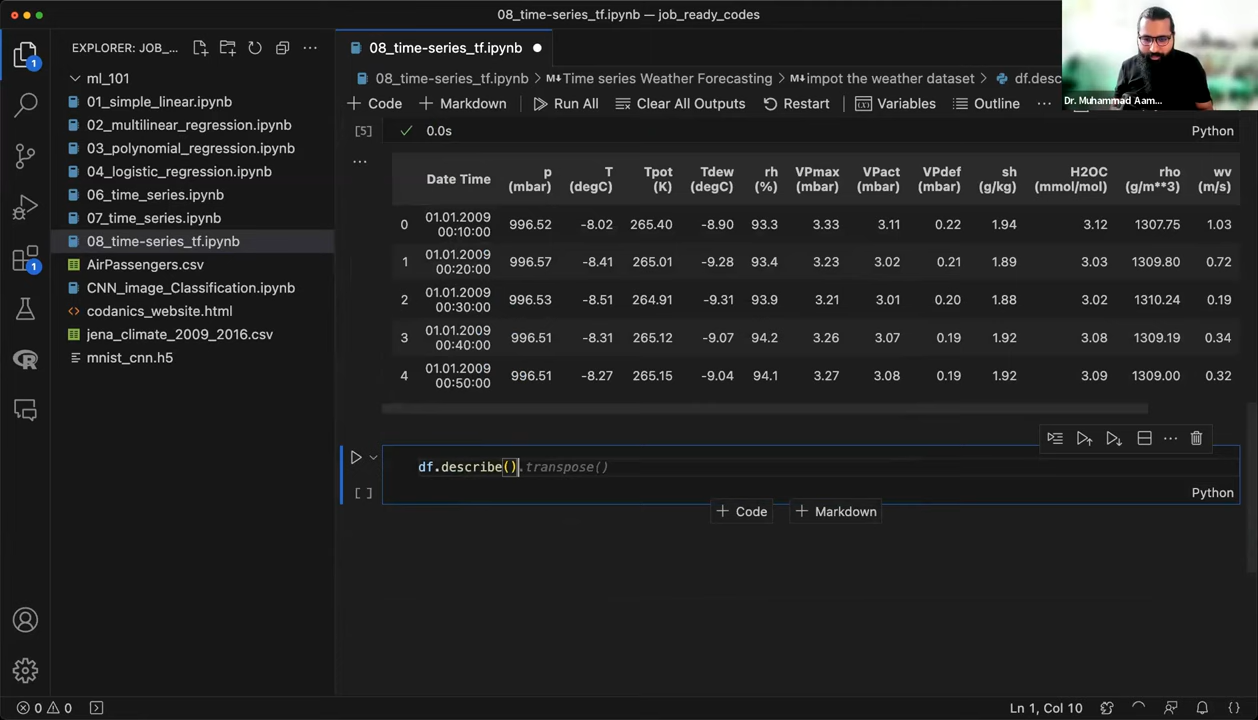 08_time-series_tf.ipynb — job_ready_codes
EXPLORER: JOB_...
ml_101
01_simple_linear.ipynb
02_multilinear_regression.ipynb
03_polynomial_regression.ipynb
04_logistic_regression.ipynb
06_time_series.ipynb
07_time_series.ipynb
08_time-series_tf.ipynb
AirPassengers.csv
CNN_image_Classification.ipynb
codanics_website.html
jena_climate_2009_2016.csv
mnist_cnn.h5
1
1
08_time-series_tf.ipynb
08_time-series_tf.ipynb > M↓Time series Weather Forecasting > M↓impot the weather dataset > df.desc
+ Code + Markdown Run All Clear All Outputs Restart Variables Outline ...
Dr. Muhammad Aam...
[5] ✓ 0.0s Python
...
Date Time p (mbar) T (degC) Tpot (K) Tdew (degC) rh (%) VPmax (mbar) VPact (mbar) VPdef (mbar) sh (g/kg) H2OC (mmol/mol) rho (g/m**3) wv (m/s)
0 01.01.2009 00:10:00 996.52 -8.02 265.40 -8.90 93.3 3.33 3.11 0.22 1.94 3.12 1307.75 1.03
1 01.01.2009 00:20:00 996.57 -8.41 265.01 -9.28 93.4 3.23 3.02 0.21 1.89 3.03 1309.80 0.72
2 01.01.2009 00:30:00 996.53 -8.51 264.91 -9.31 93.9 3.21 3.01 0.20 1.88 3.02 1310.24 0.19
3 01.01.2009 00:40:00 996.51 -8.31 265.12 -9.07 94.2 3.26 3.07 0.19 1.92 3.08 1309.19 0.34
4 01.01.2009 00:50:00 996.51 -8.27 265.15 -9.04 94.1 3.27 3.08 0.19 1.92 3.09 1309.00 0.32
df.describe().transpose()
[ ] Python
+ Code + Markdown
0 0 Ln 1, Col 10